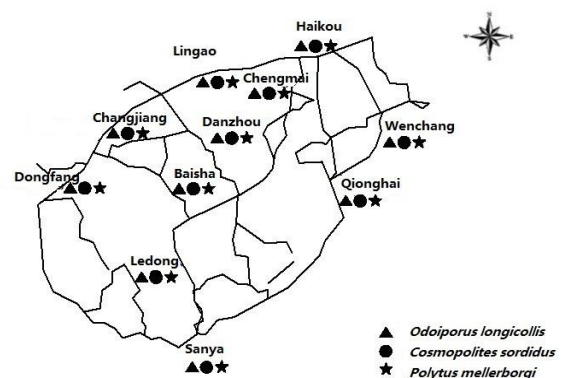 Haikou
Lingao
Chengmai
Changjiang
Danzhou
Wenchang
Dongfang
Baisha
Qionghai
Ledong
Sanya
Odoiporus longicollis
Cosmopolites sordidus
Polytus mellerborgi